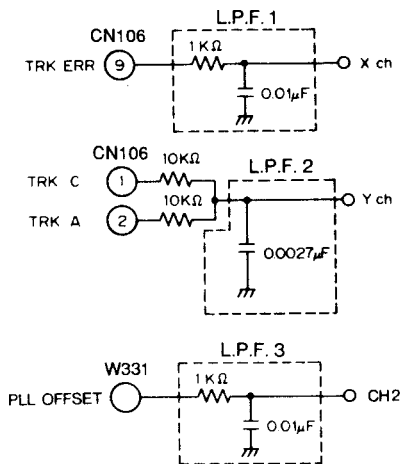 L.P.F. 1
CN106
1KΩ
TRK ERR
9
X ch
0.01μF
CN106
10KΩ
L.P.F. 2
TRK C
1
10KΩ
Y ch
TRK A
2
0.0027μF
L.P.F. 3
W331
1KΩ
PLL OFFSET
CH2
0.01μF